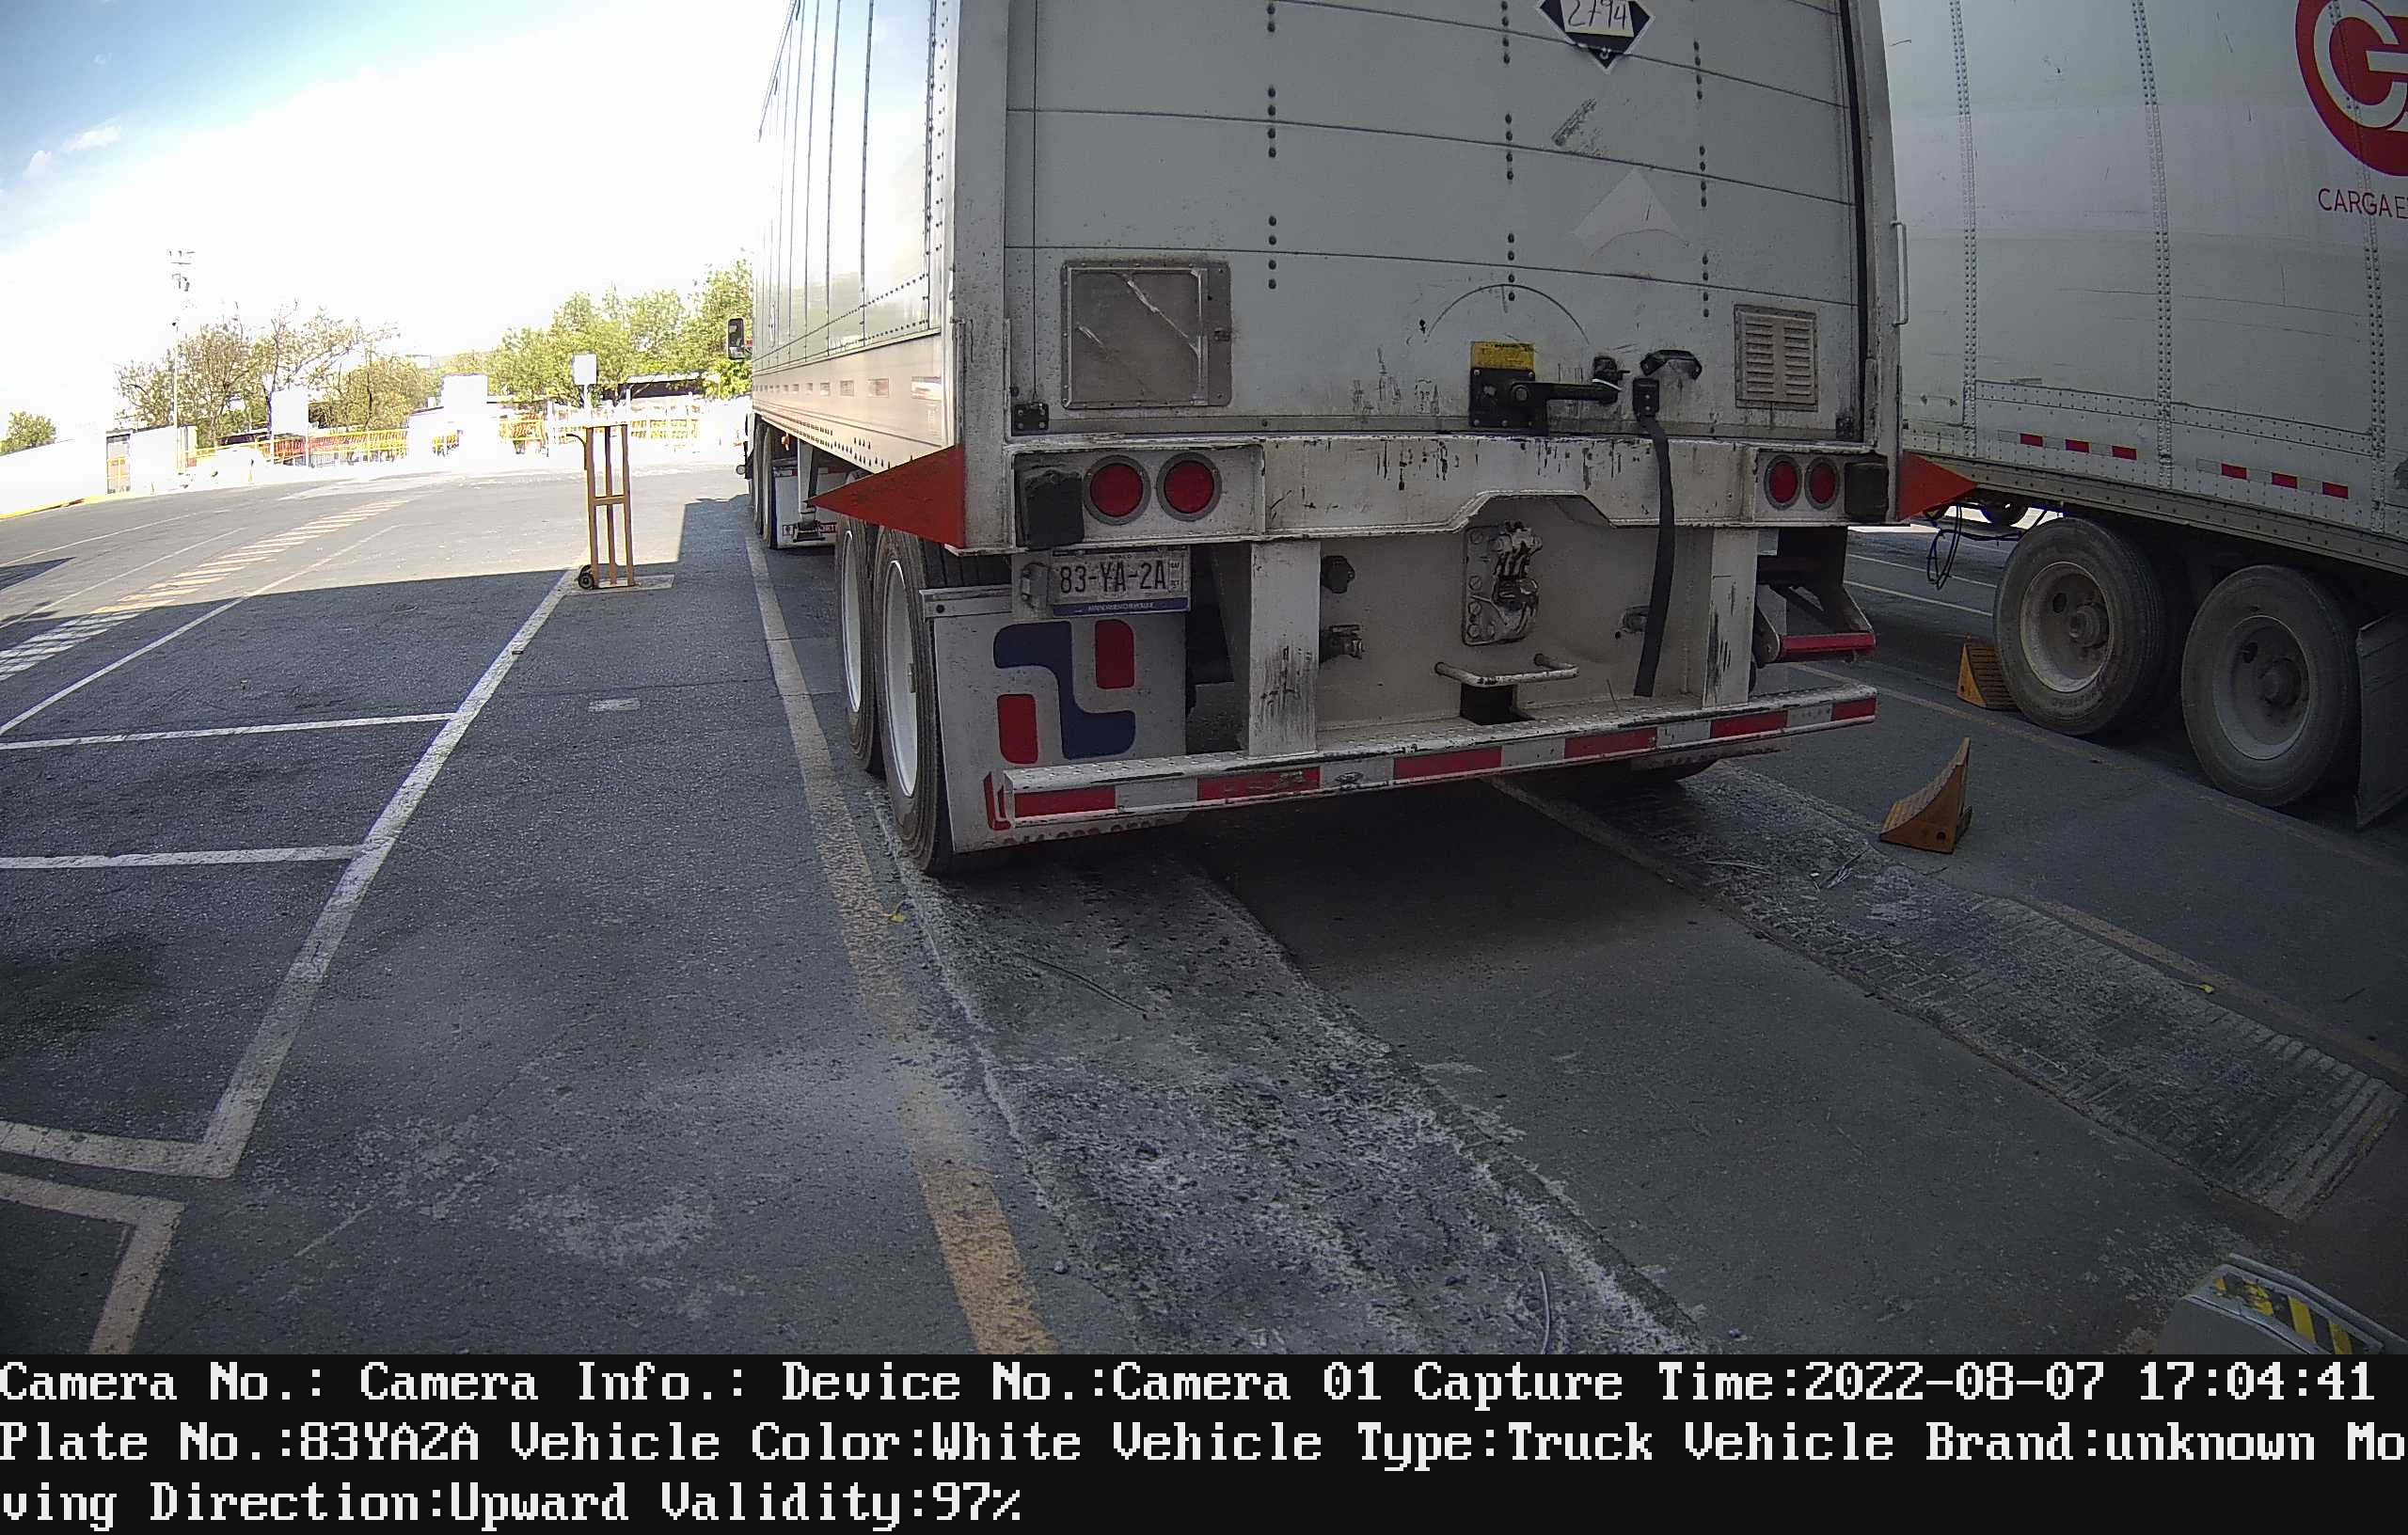 2794
8
CARGA E
83-YA-2A
Camera No.: Camera Info.: Device No.:Camera 01 Capture Time:2022-08-07 17:04:41
Plate No.:83YA2A Vehicle Color:White Vehicle Type:Truck Vehicle Brand:unknown Mo
ving Direction:Upward Validity:97%